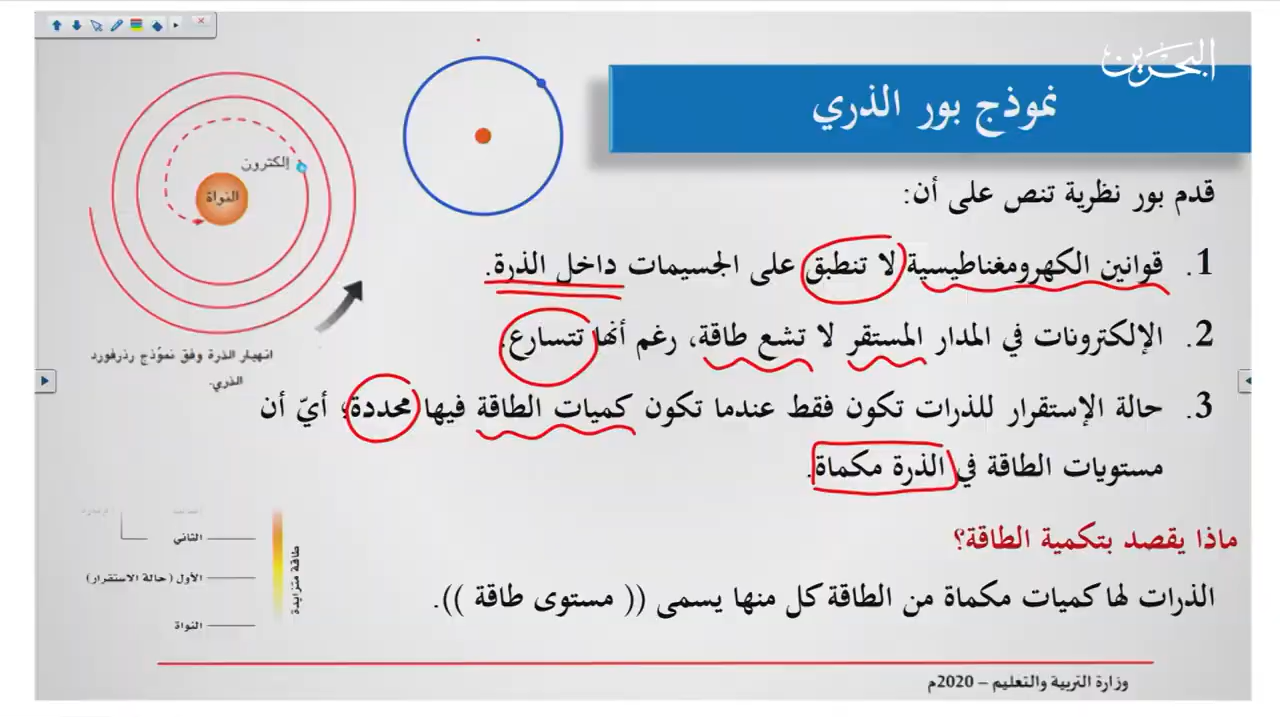 البحرين
نموذج بور الذري
قدم بور نظرية تنص على أن:
1. قوانين الكهرومغناطيسية لا تنطبق على الجسيمات داخل الذرة.
2. الإلكترونات في المدار المستقر لا تشع طاقة، رغم أنها تتسارع.
3. حالة الإستقرار للذرات تكون فقط عندما تكون كميات الطاقة فيها محددة؛ أيّ أن
مستويات الطاقة في الذرة مكماة.
ماذا يقصد بتكمية الطاقة؟
الذرات لها كميات مكماة من الطاقة كل منها يسمى (( مستوى طاقة )).
إلكترون
النواة
انهيار الذرة وفق نموذج رذرفورد
الذري.
الثاني
الأول (حالة الاستقرار)
النواة
طاقة متزايدة
وزارة التربية والتعليم – 2020م